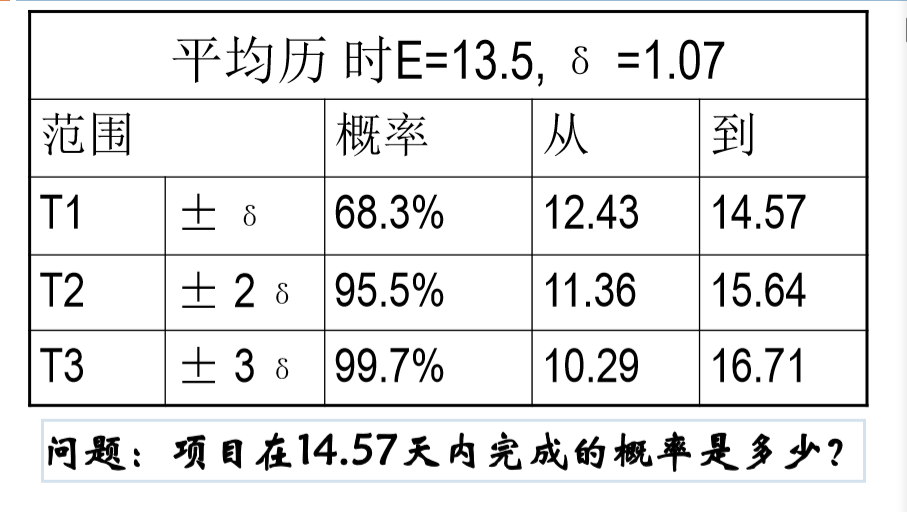 平均历 时E=13.5, δ =1.07
范围 概率 从 到
T1 ± δ 68.3% 12.43 14.57
T2 ± 2 δ 95.5% 11.36 15.64
T3 ± 3 δ 99.7% 10.29 16.71
问题：项目在14.57天内完成的概率是多少?